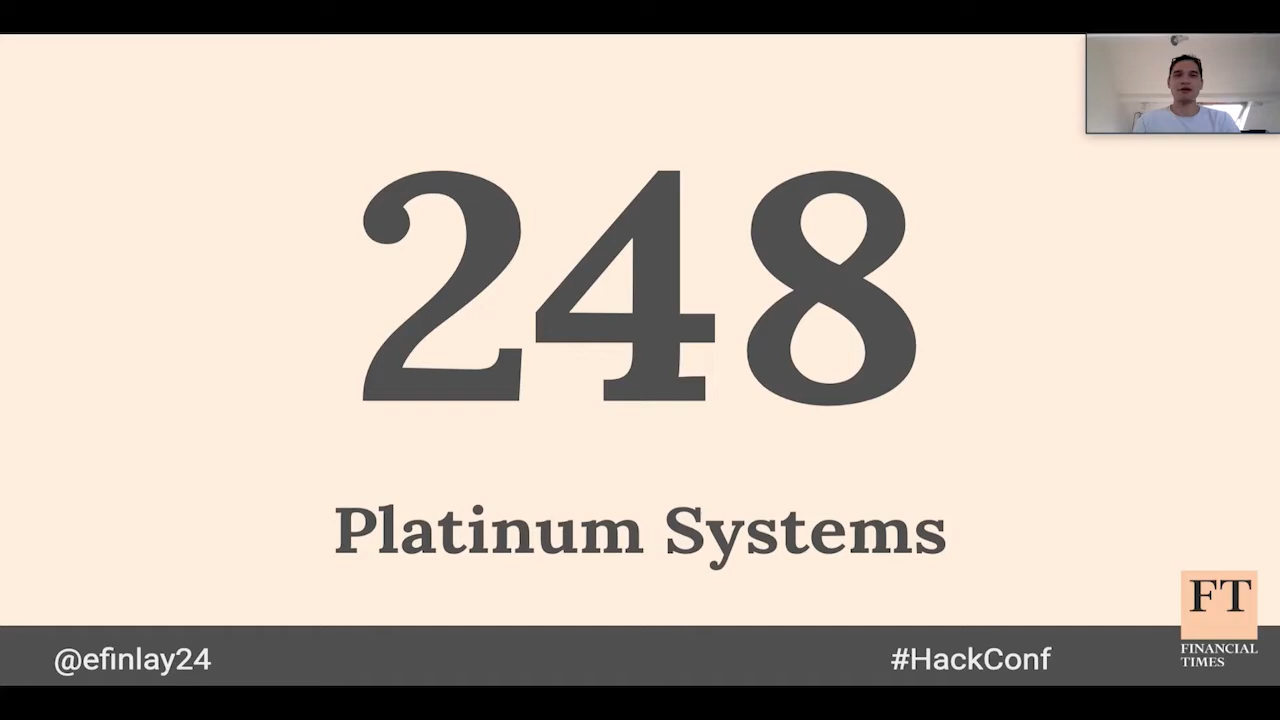 248
Platinum Systems
@efinlay24
#HackConf
FT
FINANCIAL
TIMES